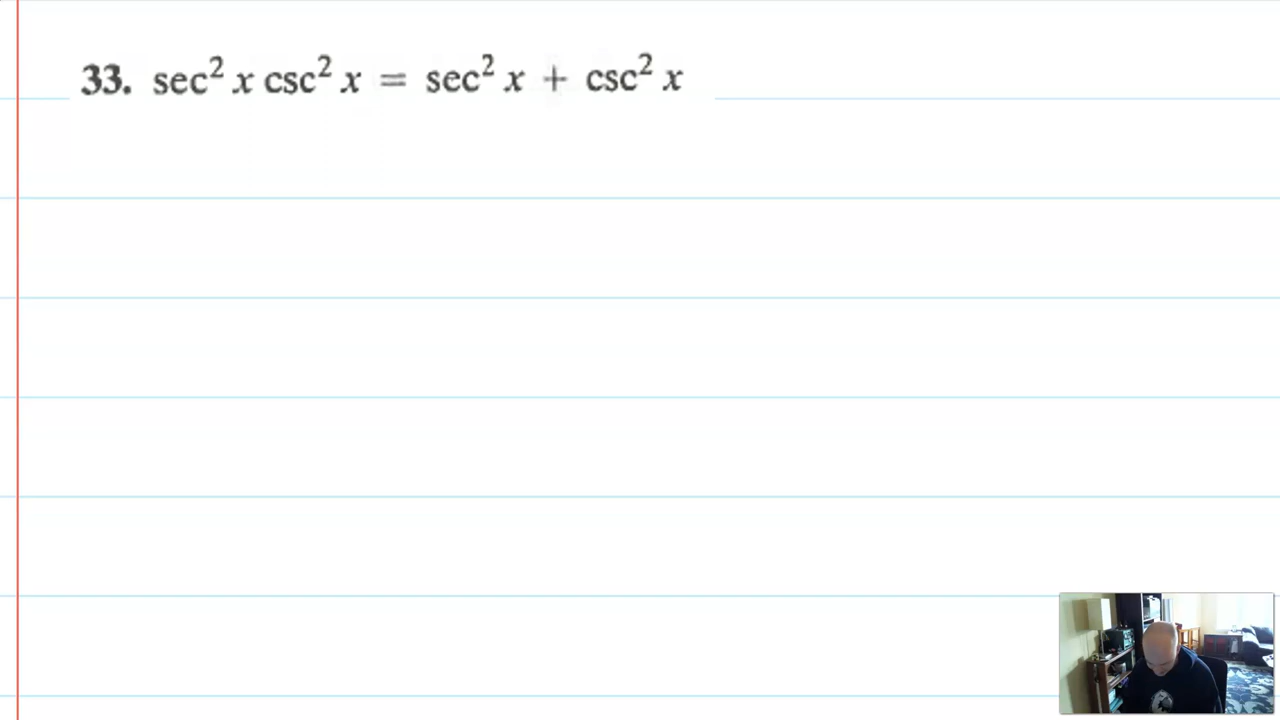 33. sec² x csc² x = sec² x + csc² x